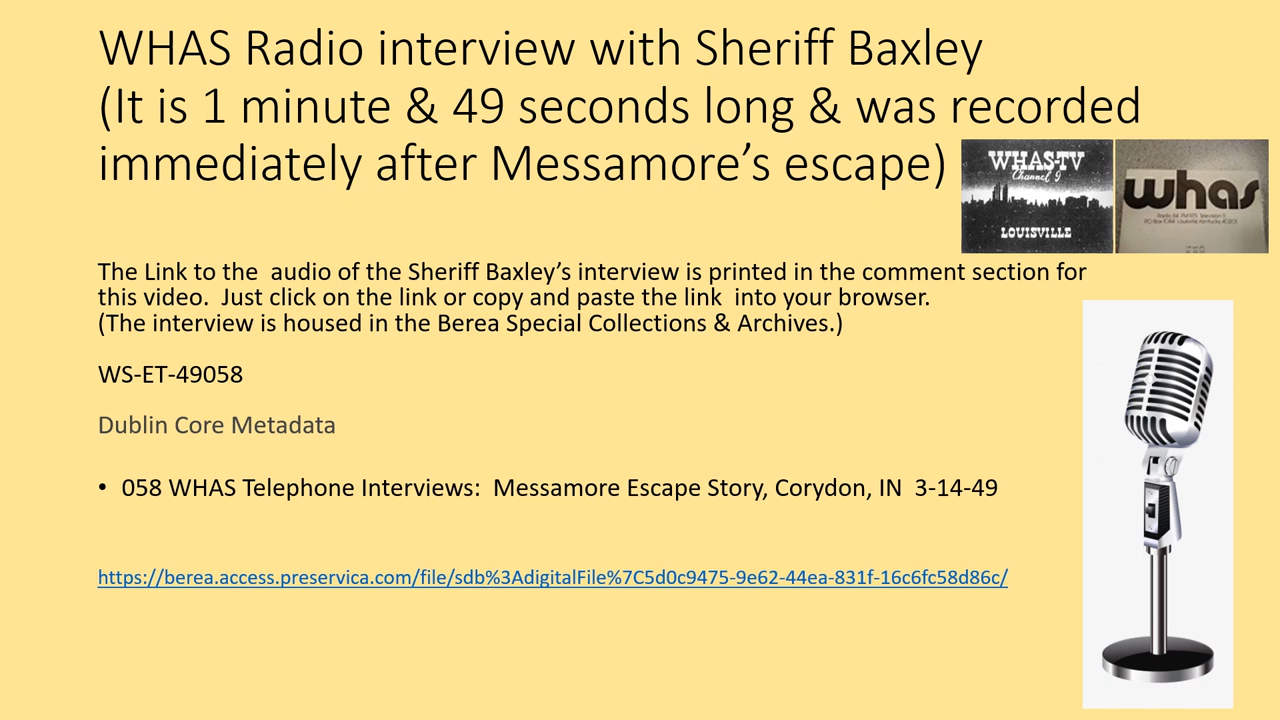 WHAS Radio interview with Sheriff Baxley
(It is 1 minute & 49 seconds long & was recorded
immediately after Messamore’s escape)
WHAS-TV
Channel 9
LOUISVILLE
whas
The Link to the  audio of the Sheriff Baxley’s interview is printed in the comment section for
this video.  Just click on the link or copy and paste the link  into your browser.
(The interview is housed in the Berea Special Collections & Archives.)
WS-ET-49058
Dublin Core Metadata
• 058 WHAS Telephone Interviews:  Messamore Escape Story, Corydon, IN  3-14-49
https://berea.access.preservica.com/file/sdb%3AdigitalFile%7C5d0c9475-9e62-44ea-831f-16c6fc58d86c/